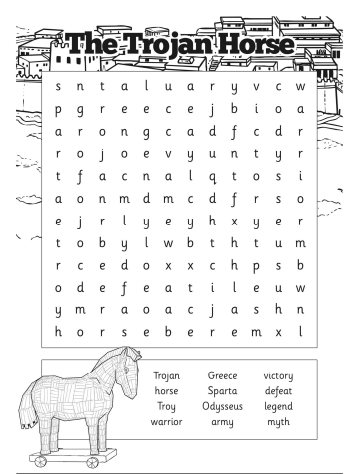 The Trojan Horse
s n t a l u a r y v c w
p g r e e c e j b i o a
a r o n g c a d f c d r
r o j o e v y u n t y r
t f a c n a l q t o s i
a o n m d m c d f r s o
e j r l y e y h x y e r
t o b y l w b t h t u m
r c e d o x x c h p s b
o d e f e a t i l e u w
y m r a o a c j a s h n
h o r s e b e r e m x l
Trojan Greece victory
horse Sparta defeat
Troy Odysseus legend
warrior army myth